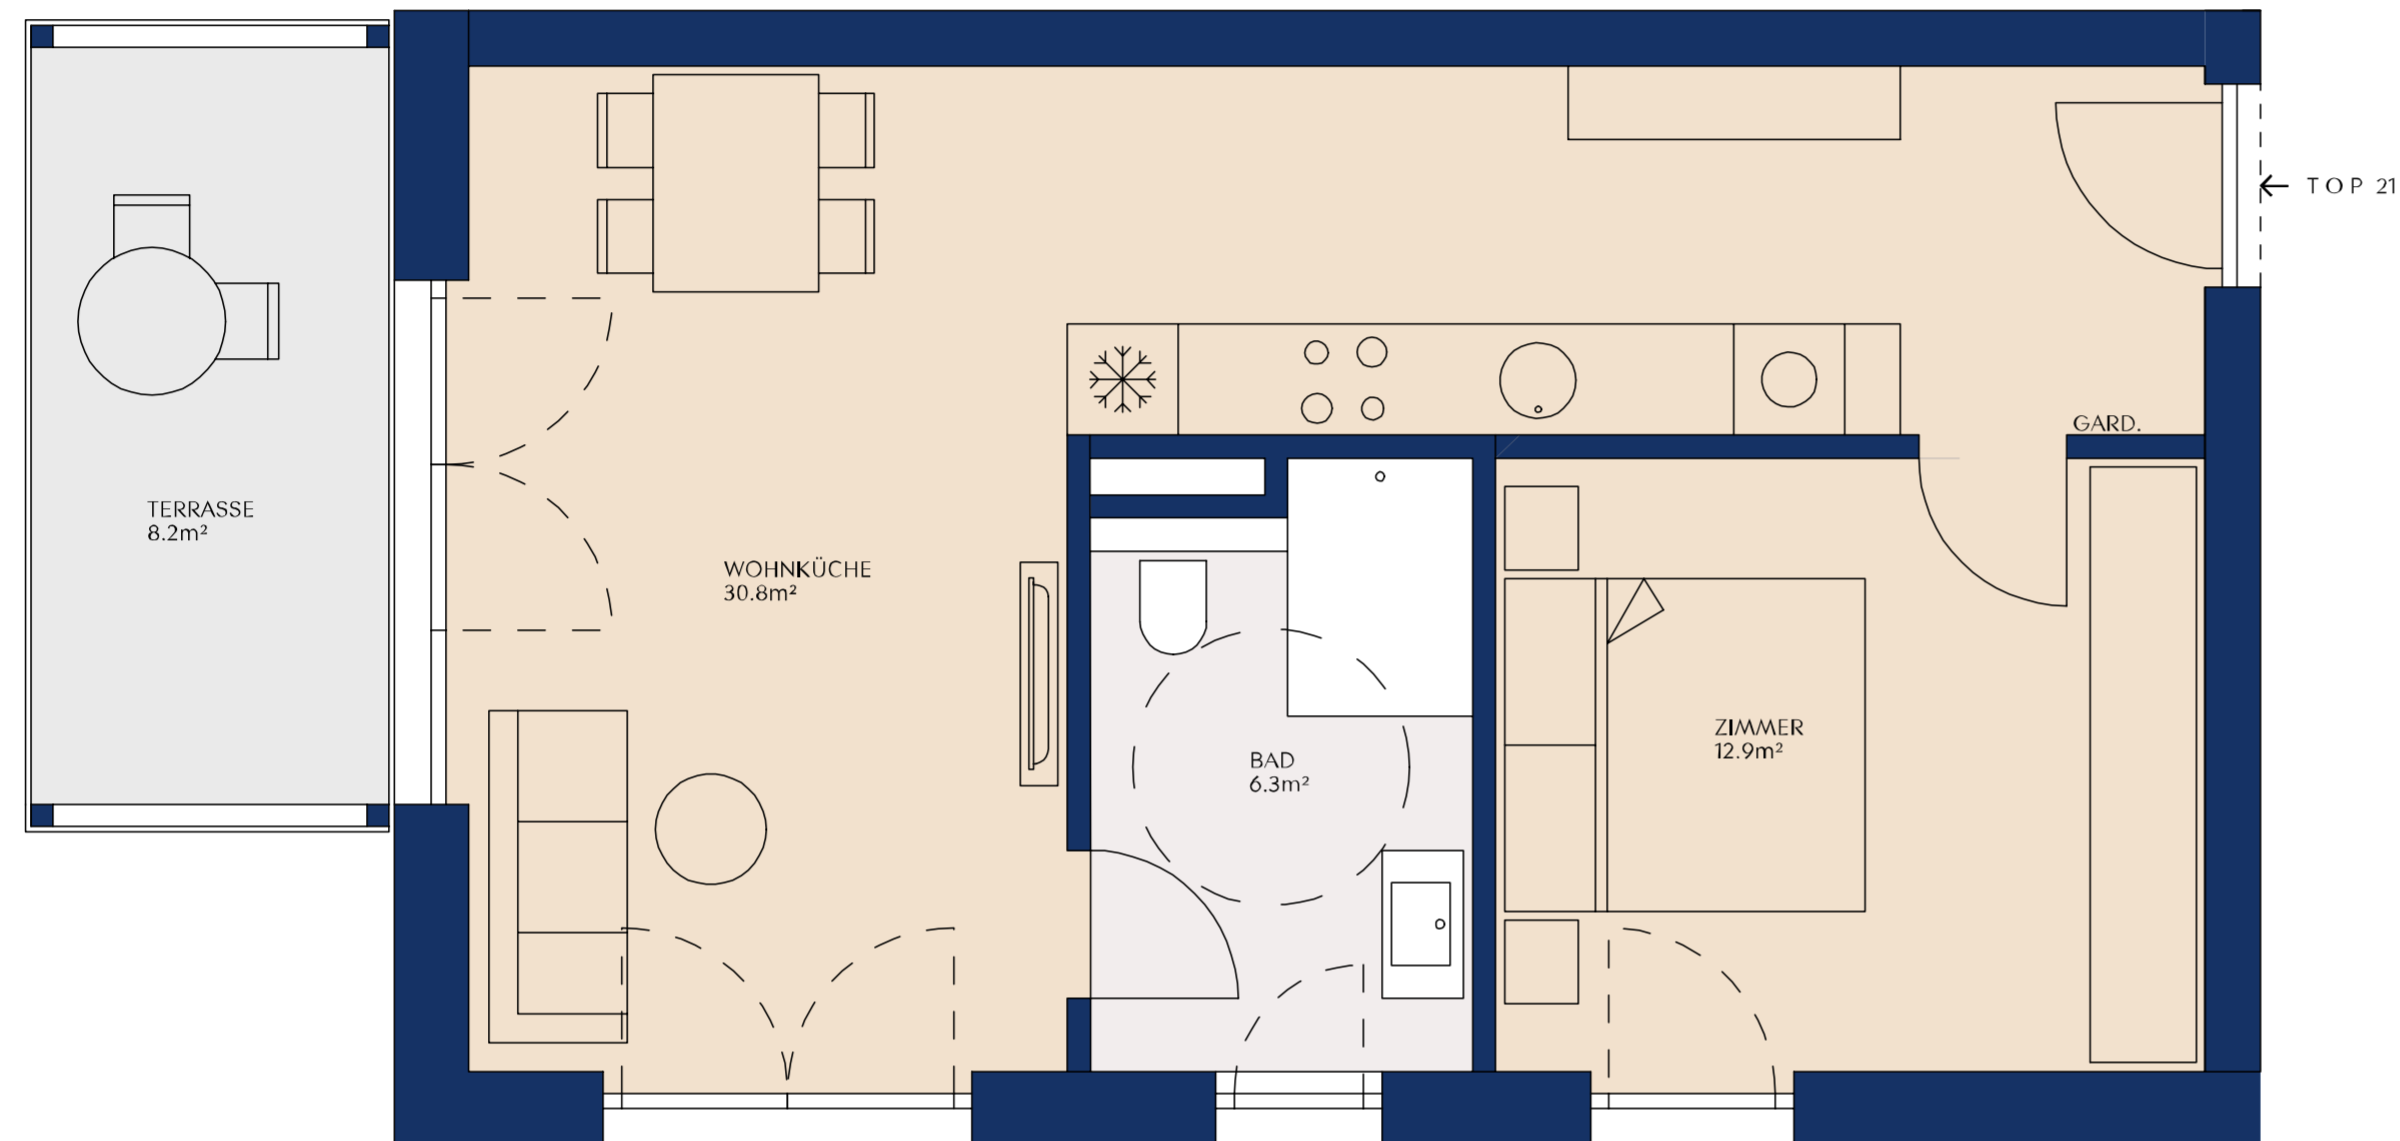 TOP 21
GARD.
TERRASSE
8.2m²
WOHNKÜCHE
30.8m²
ZIMMER
12.9m²
BAD
6.3m²